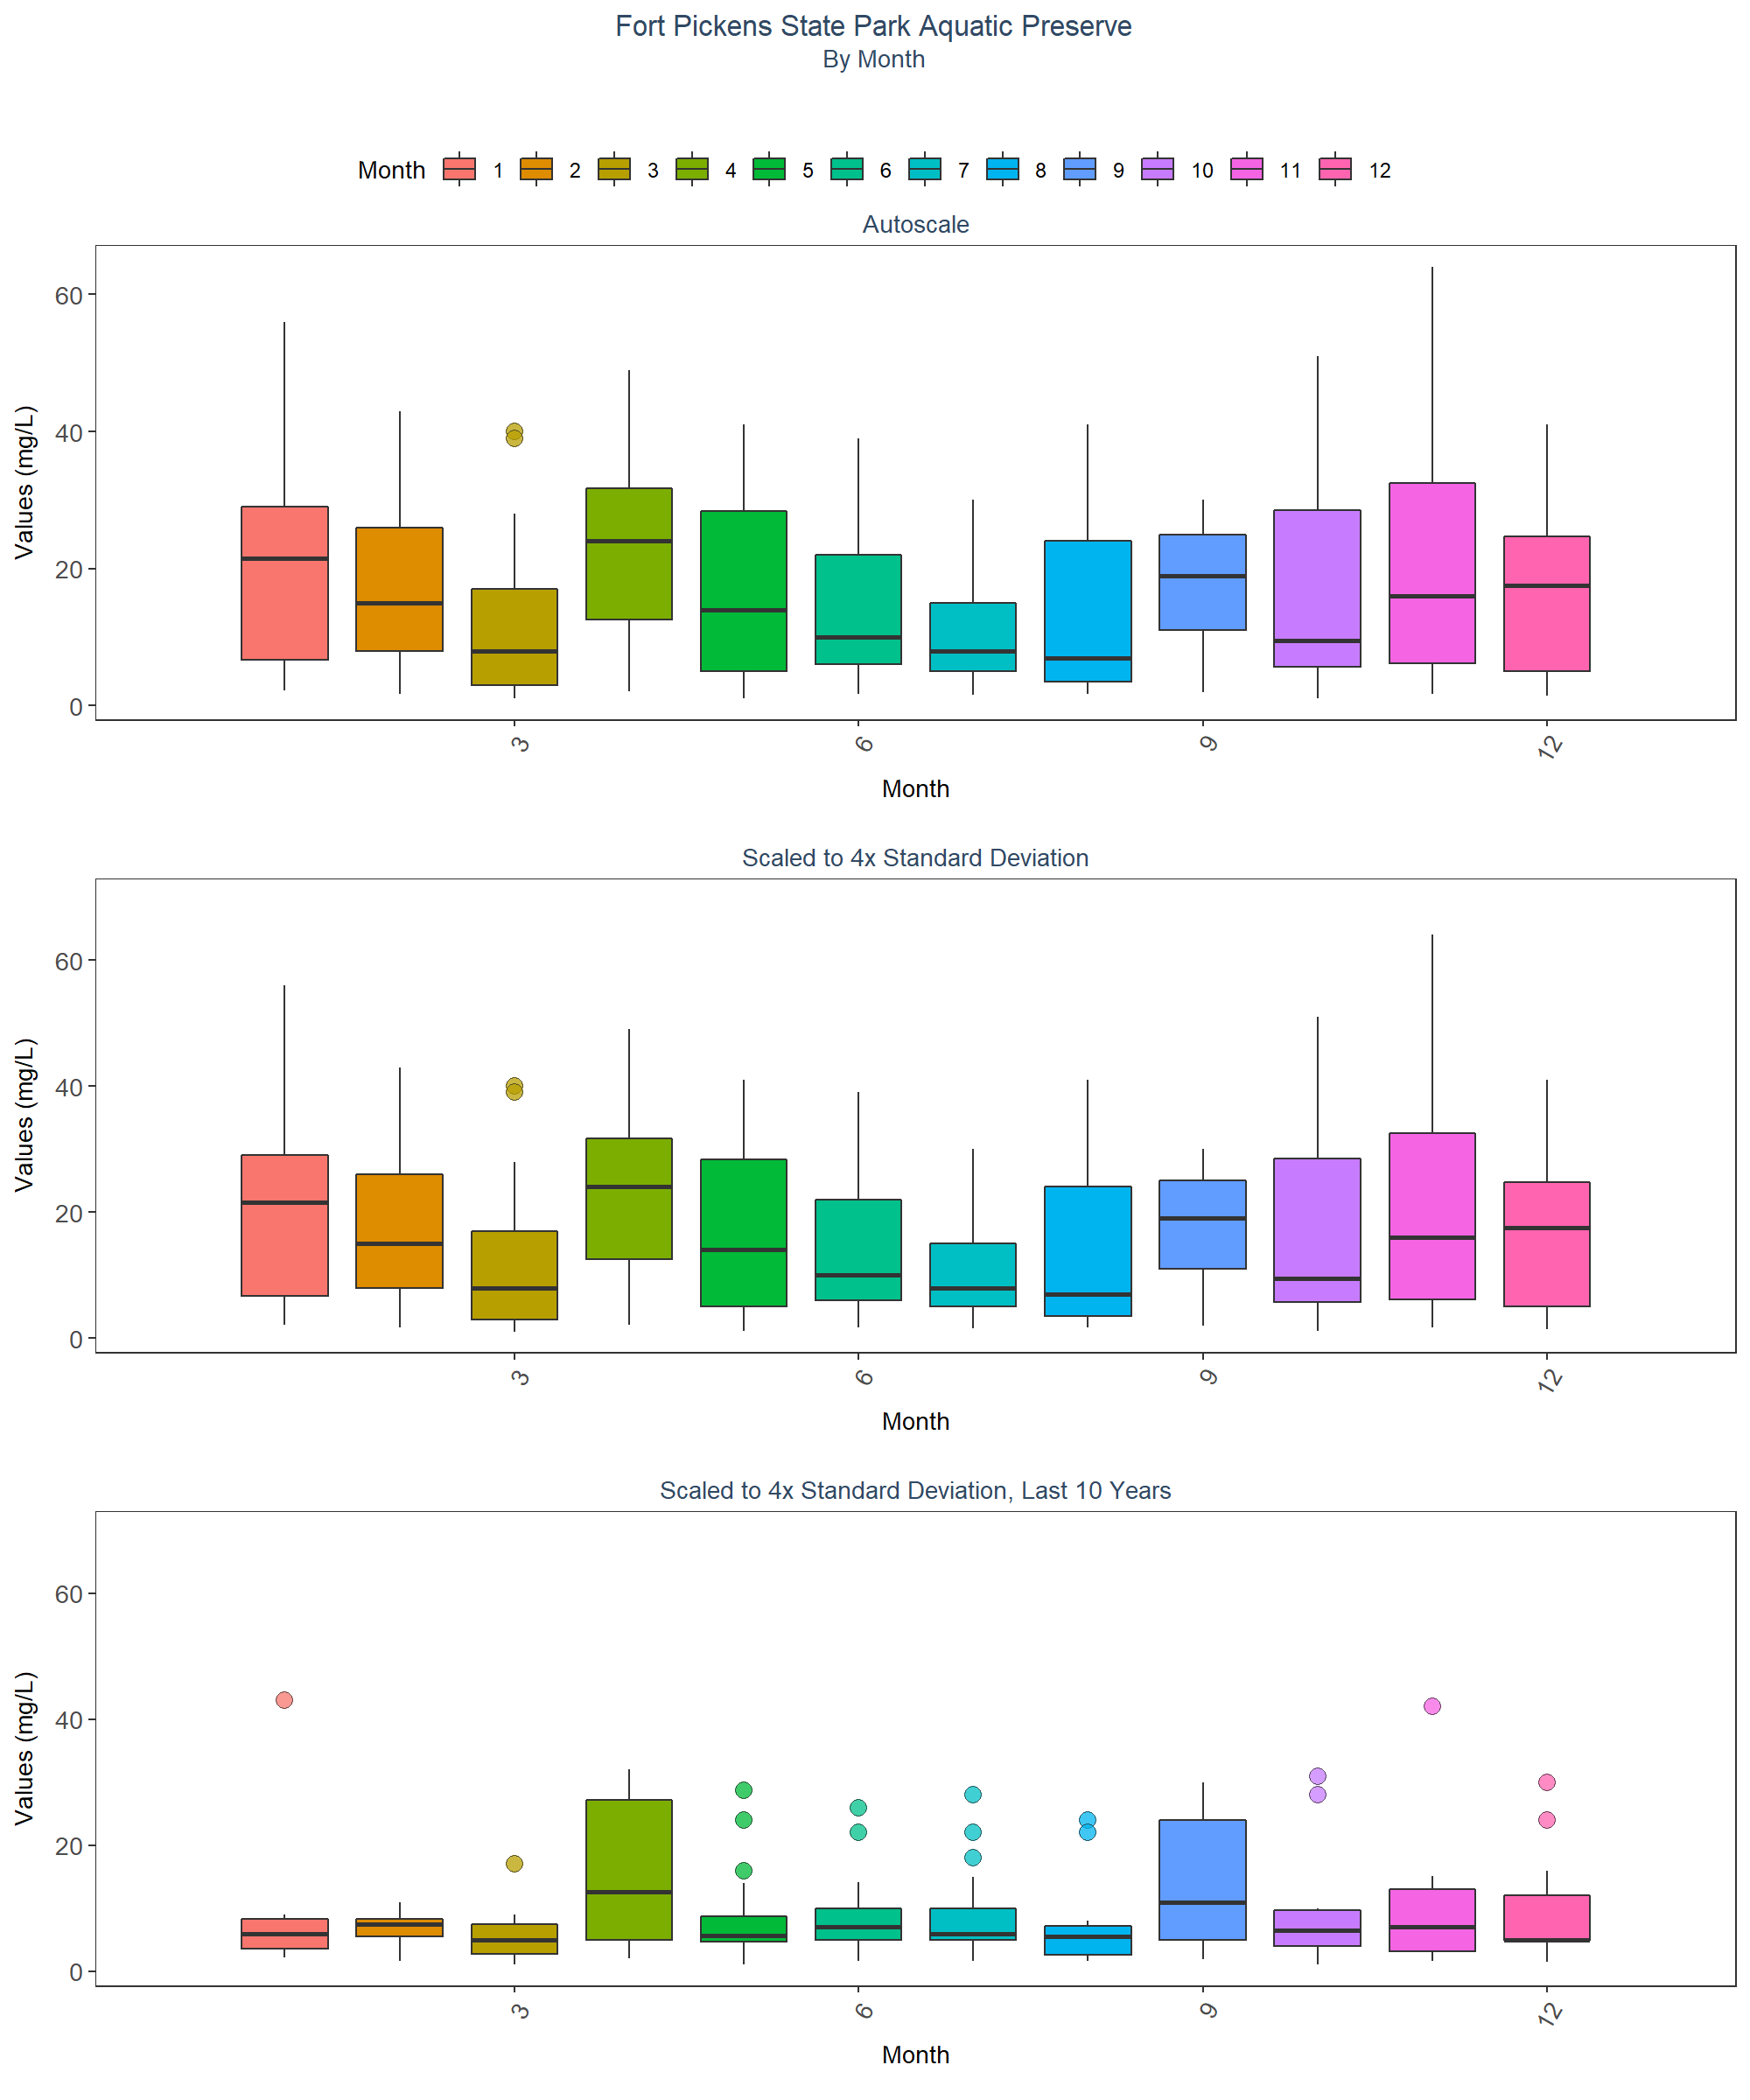 Fort Pickens State Park Aquatic Preserve
By Month
Month 1 2 3 4 5 6 7 8 9 10 11 12
Autoscale
Values (mg/L)
60
40
20
0
3 6 9 12
Month
Scaled to 4x Standard Deviation
Values (mg/L)
60
40
20
0
3 6 9 12
Month
Scaled to 4x Standard Deviation, Last 10 Years
Values (mg/L)
60
40
20
0
3 6 9 12
Month